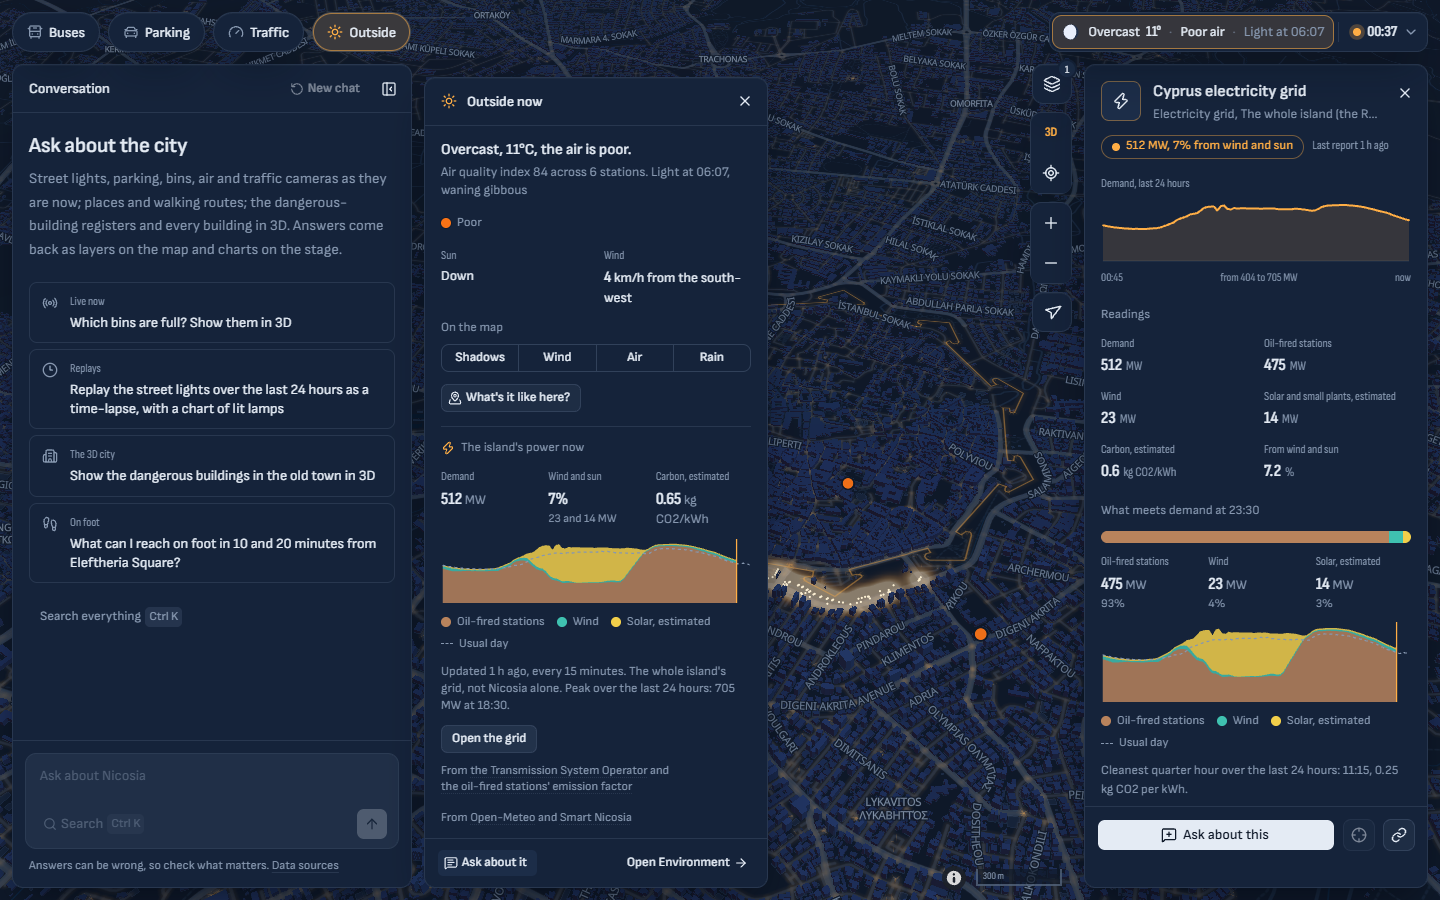 Buses
Parking
Traffic
Outside
Overcast 11° · Poor air · Light at 06:07
00:37
Conversation
New chat
Ask about the city
Street lights, parking, bins, air and traffic cameras as they
are now; places and walking routes; the dangerous-
building registers and every building in 3D. Answers come
back as layers on the map and charts on the stage.
Live now
Which bins are full? Show them in 3D
Replays
Replay the street lights over the last 24 hours as a
time-lapse, with a chart of lit lamps
The 3D city
Show the dangerous buildings in the old town in 3D
On foot
What can I reach on foot in 10 and 20 minutes from
Eleftheria Square?
Search everything Ctrl K
Ask about Nicosia
Search Ctrl K
Answers can be wrong, so check what matters. Data sources
Outside now
Overcast, 11°C, the air is poor.
Air quality index 84 across 6 stations. Light at 06:07,
waning gibbous
Poor
Sun
Down
Wind
4 km/h from the south-
west
On the map
Shadows
Wind
Air
Rain
What's it like here?
The island's power now
Demand
512 MW
Wind and sun
7%
23 and 14 MW
Carbon, estimated
0.65 kg
CO2/kWh
Oil-fired stations
Wind
Solar, estimated
--- Usual day
Updated 1 h ago, every 15 minutes. The whole island's
grid, not Nicosia alone. Peak over the last 24 hours: 705
MW at 18:30.
Open the grid
From the Transmission System Operator and
the oil-fired stations' emission factor
From Open-Meteo and Smart Nicosia
Ask about it
Open Environment
ORTAKÖY
MARMARA 4. SOKAK
TRACHONAS
MELTEM SOKAK
BELYAKA SOKAK
BOLU SOKAK
OMORFITA
ATATÜRK CADDESİ
İSTİKLAL SOKAK
HILAL SOKAK
KIZILAY SOKAK
KAYMAKLI YOLU SOKAK
ABDULLAH PARLA SOKAK
İSTANBUL SOKAK
POLYVIOU
ARCHERMOU
DIGENI AKRITA
NAFPAKTOU
PINDAROU
KLIMENTOS
ANDROKLEOUS
DIGENI AKRITA AVENUE
ADRIA
DIMITSANIS
LYKAVITOS
ΛΥΚΑΒΗΤΤΟΣ
DOSITHEOU
300 m
1
3D
Cyprus electricity grid
Electricity grid, The whole island (the R...
512 MW, 7% from wind and sun
Last report 1 h ago
Demand, last 24 hours
00:45
from 404 to 705 MW
now
Readings
Demand
512 MW
Oil-fired stations
475 MW
Wind
23 MW
Solar and small plants, estimated
14 MW
Carbon, estimated
0.6 kg CO2/kWh
From wind and sun
7.2 %
What meets demand at 23:30
Oil-fired stations
475 MW
93%
Wind
23 MW
4%
Solar, estimated
14 MW
3%
Oil-fired stations
Wind
Solar, estimated
--- Usual day
Cleanest quarter hour over the last 24 hours: 11:15, 0.25
kg CO2 per kWh.
Ask about this